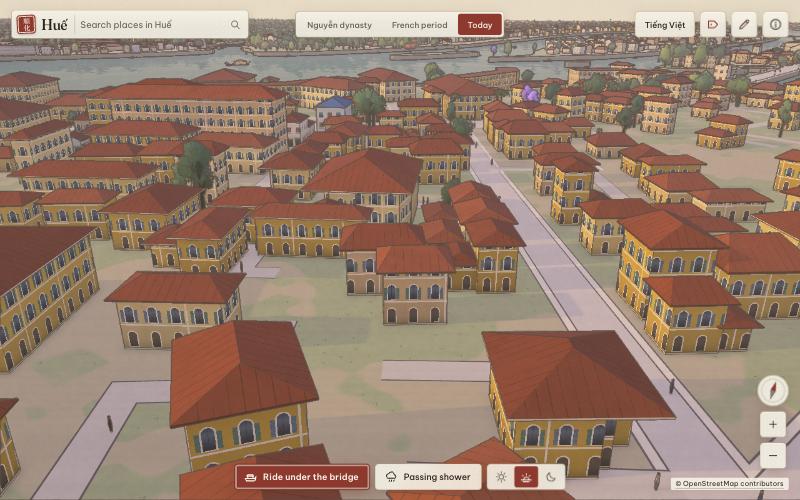 Huế
Search places in Huế
Nguyễn dynasty
French period
Today
Tiếng Việt
Ride under the bridge
Passing shower
© OpenStreetMap contributors